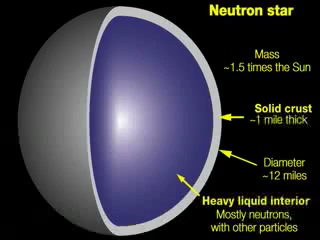 Neutron star
Mass
~1.5 times the Sun
Solid crust
~1 mile thick
Diameter
~12 miles
Heavy liquid interior
Mostly neutrons,
with other particles